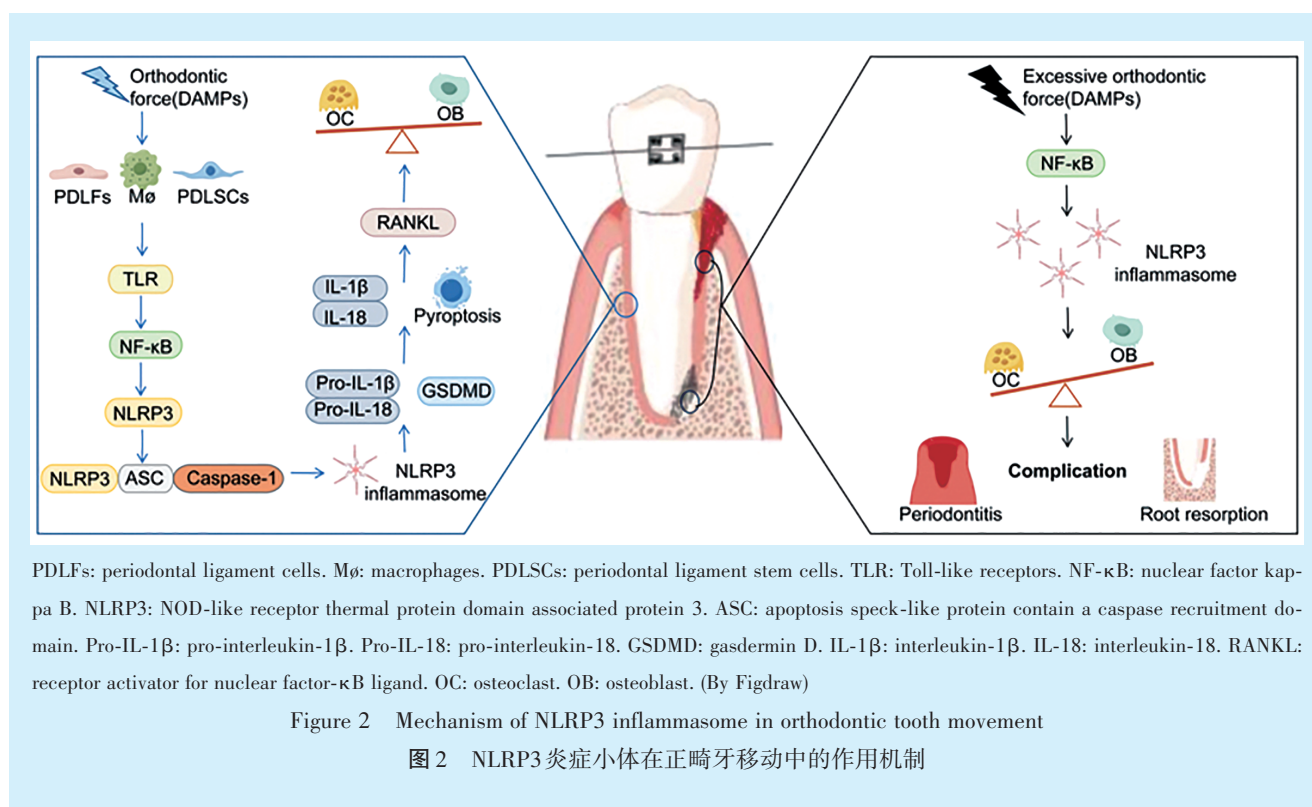 Orthodontic
force(DAMPs)
PDLFs Mø PDLSCs
TLR
NF-κB
NLRP3
NLRP3 ASC Caspase-1
NLRP3
inflammasome
Pro-IL-1β
Pro-IL-18
GSDMD
IL-1β
IL-18
Pyroptosis
RANKL
OC
OB
Excessive orthodontic
force(DAMPs)
NF-κB
NLRP3
inflammasome
OC
OB
Complication
Periodontitis
Root resorption
PDLFs: periodontal ligament cells. Mø: macrophages. PDLSCs: periodontal ligament stem cells. TLR: Toll-like receptors. NF-κB: nuclear factor kap-
pa B. NLRP3: NOD-like receptor thermal protein domain associated protein 3. ASC: apoptosis speck-like protein contain a caspase recruitment do-
main. Pro-IL-1β: pro-interleukin-1β. Pro-IL-18: pro-interleukin-18. GSDMD: gasdermin D. IL-1β: interleukin-1β. IL-18: interleukin-18. RANKL:
receptor activator for nuclear factor-κB ligand. OC: osteoclast. OB: osteoblast. (By Figdraw)
Figure 2 Mechanism of NLRP3 inflammasome in orthodontic tooth movement
图2 NLRP3炎症小体在正畸牙移动中的作用机制